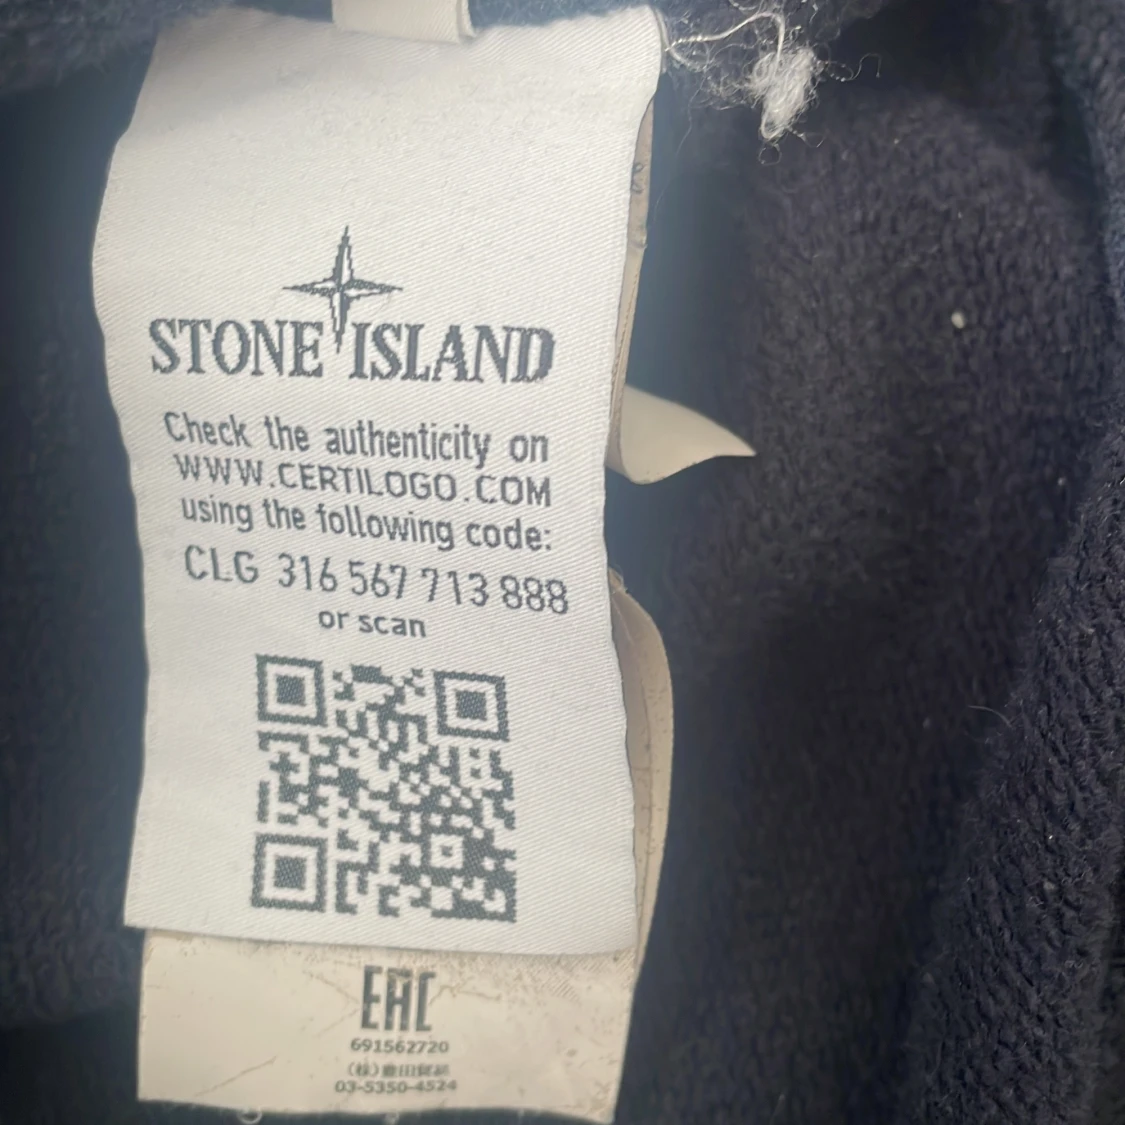 STONE ISLAND
Check the authenticity on
WWW.CERTILOGO.COM
using the following code:
CLG 316 567 713 888
or scan
EAC
691562720
03-5350-4524